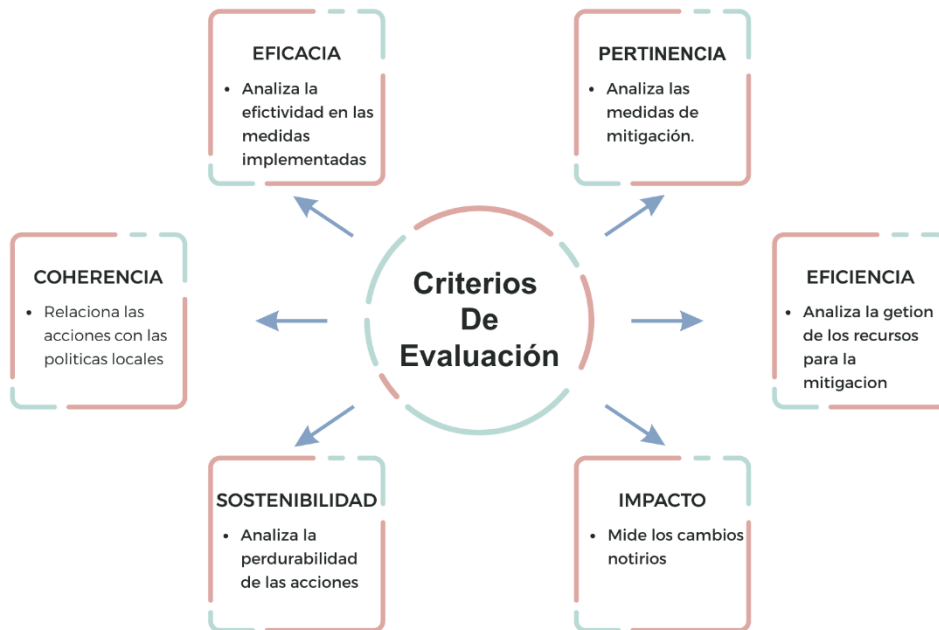 EFICACIA
• Analiza la
efictividad en las
medidas
implementadas
PERTINENCIA
• Analiza las
medidas de
mitigación.
COHERENCIA
• Relaciona las
acciones con las
politicas locales
Criterios
De
Evaluación
EFICIENCIA
• Analiza la getion
de los recursos
para la
mitigacion
SOSTENIBILIDAD
• Analiza la
perdurabilidad
de las acciones
IMPACTO
• Mide los cambios
notirios